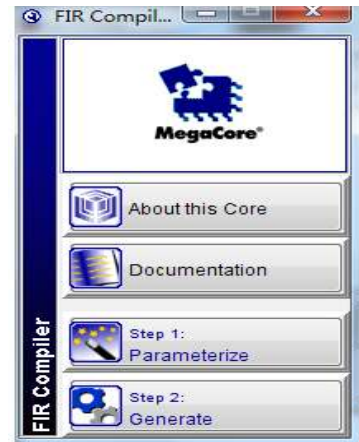 FIR Compil...
MegaCore®
About this Core
Documentation
FIR Compiler
Step 1:
Parameterize
Step 2:
Generate